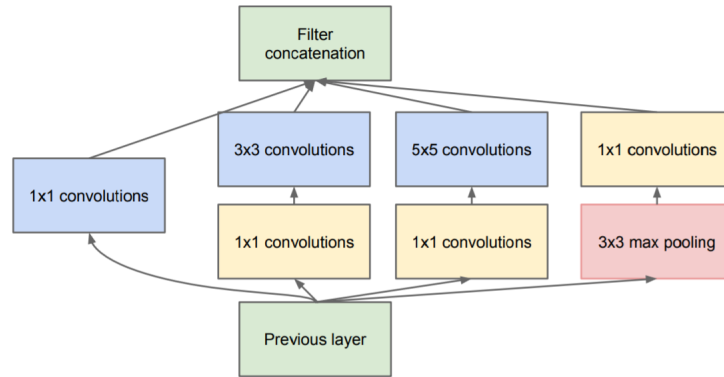 Filter
concatenation
3x3 convolutions
5x5 convolutions
1x1 convolutions
1x1 convolutions
1x1 convolutions
1x1 convolutions
3x3 max pooling
Previous layer